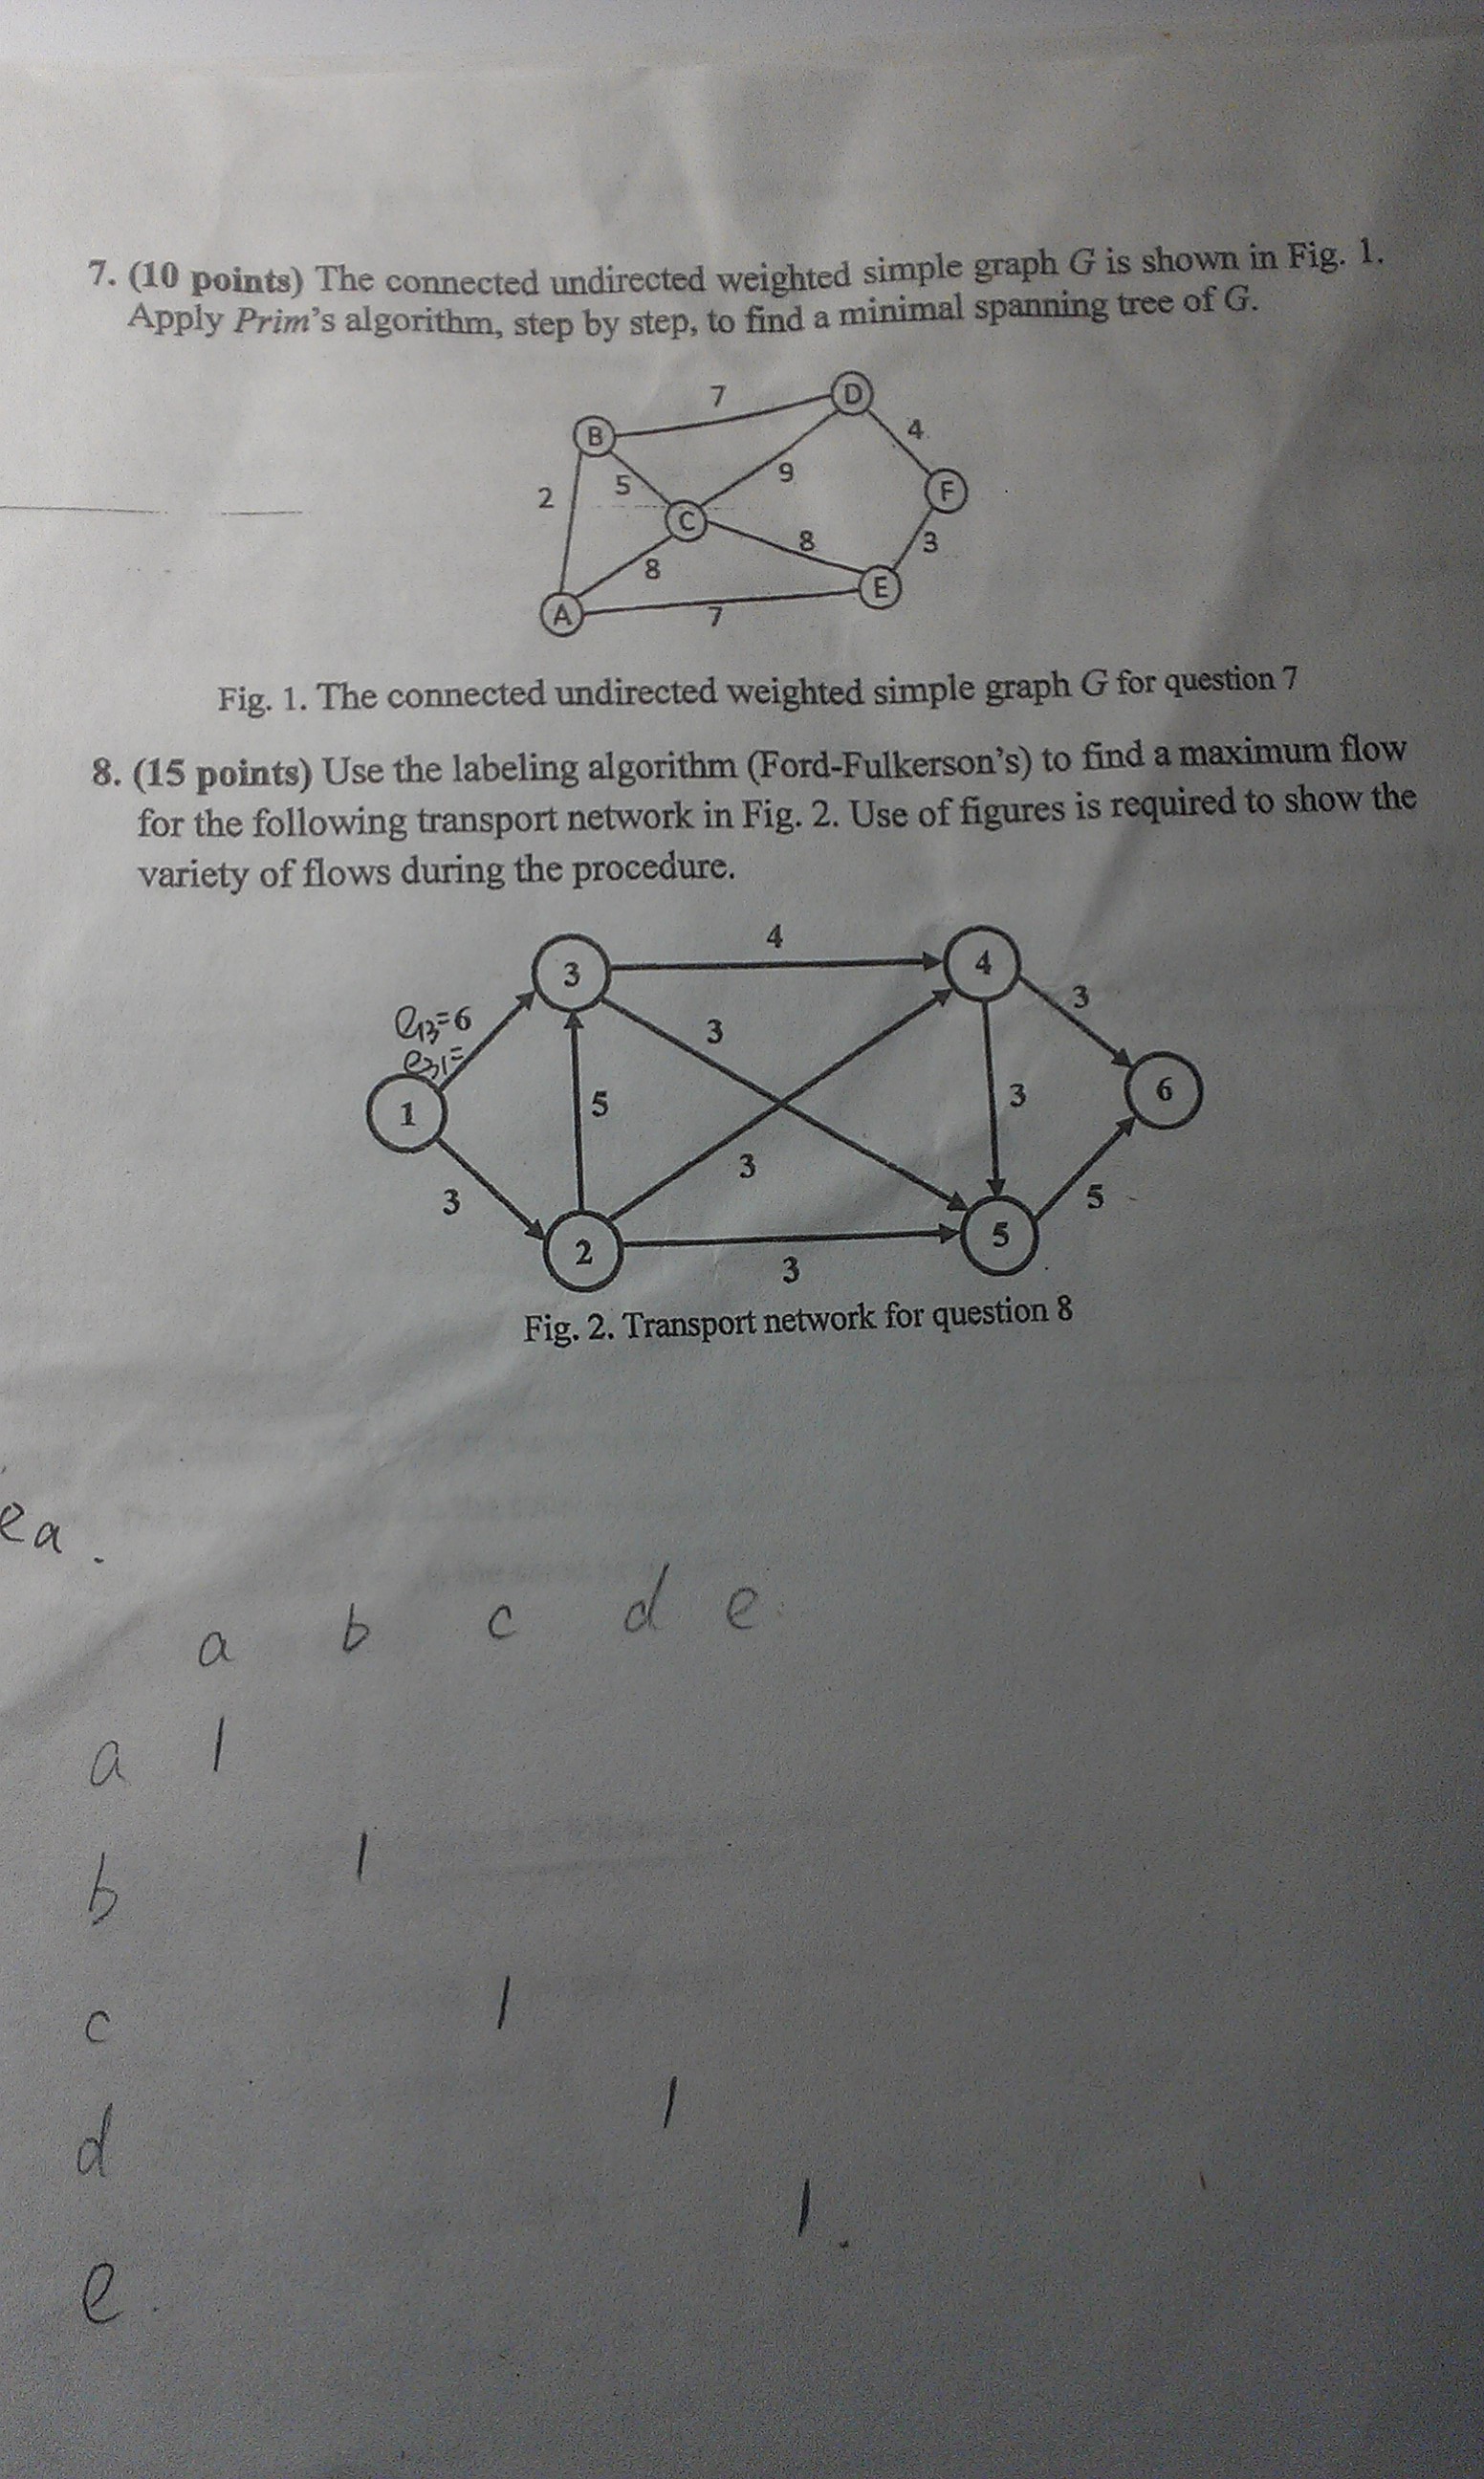 7. (10 points) The connected undirected weighted simple graph G is shown in Fig. 1.
Apply Prim's algorithm, step by step, to find a minimal spanning tree of G.
7
D
B
4
2
5
9
F
C
8
3
8
E
A
7
Fig. 1. The connected undirected weighted simple graph G for question 7
8. (15 points) Use the labeling algorithm (Ford-Fulkerson's) to find a maximum flow
for the following transport network in Fig. 2. Use of figures is required to show the
variety of flows during the procedure.
4
3
4
3
e13=6
3
e31=
1
5
3
6
3
3
5
2
5
3
Fig. 2. Transport network for question 8
ea.
a b c d e
a 1
b 1
c 1
d 1
e 1